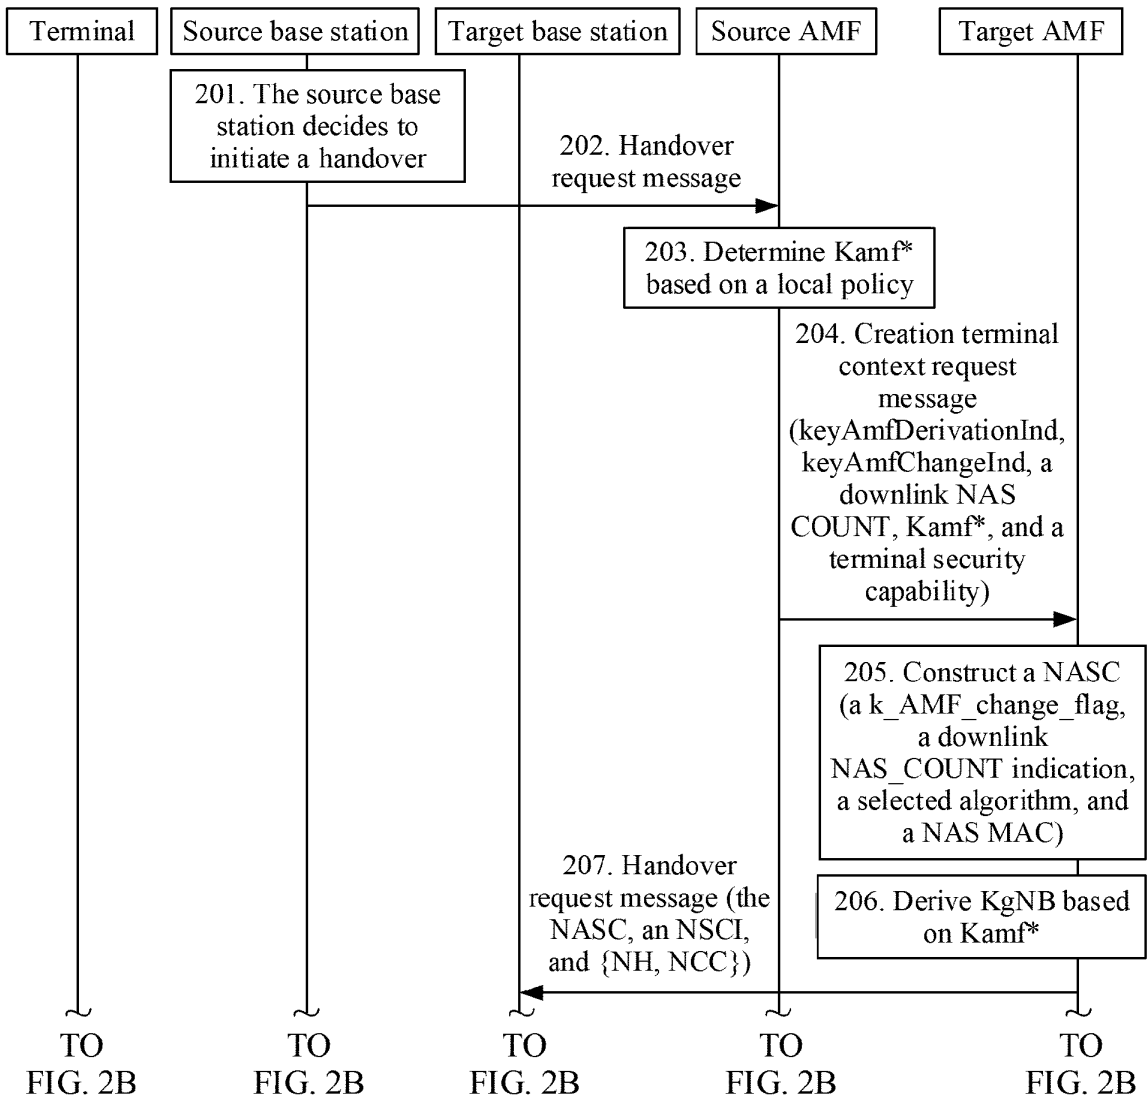 Terminal
Source base station
Target base station
Source AMF
Target AMF
201. The source base
station decides to
initiate a handover
202. Handover
request message
203. Determine Kamf*
based on a local policy
204. Creation terminal
context request
message
(keyAmfDerivationInd,
keyAmfChangeInd, a
downlink NAS
COUNT, Kamf*, and a
terminal security
capability)
205. Construct a NASC
(a k_AMF_change_flag,
a downlink
NAS_COUNT indication,
a selected algorithm, and
a NAS MAC)
206. Derive KgNB based
on Kamf*
207. Handover
request message (the
NASC, an NSCI,
and {NH, NCC})
TO
FIG. 2B
TO
FIG. 2B
TO
FIG. 2B
TO
FIG. 2B
TO
FIG. 2B